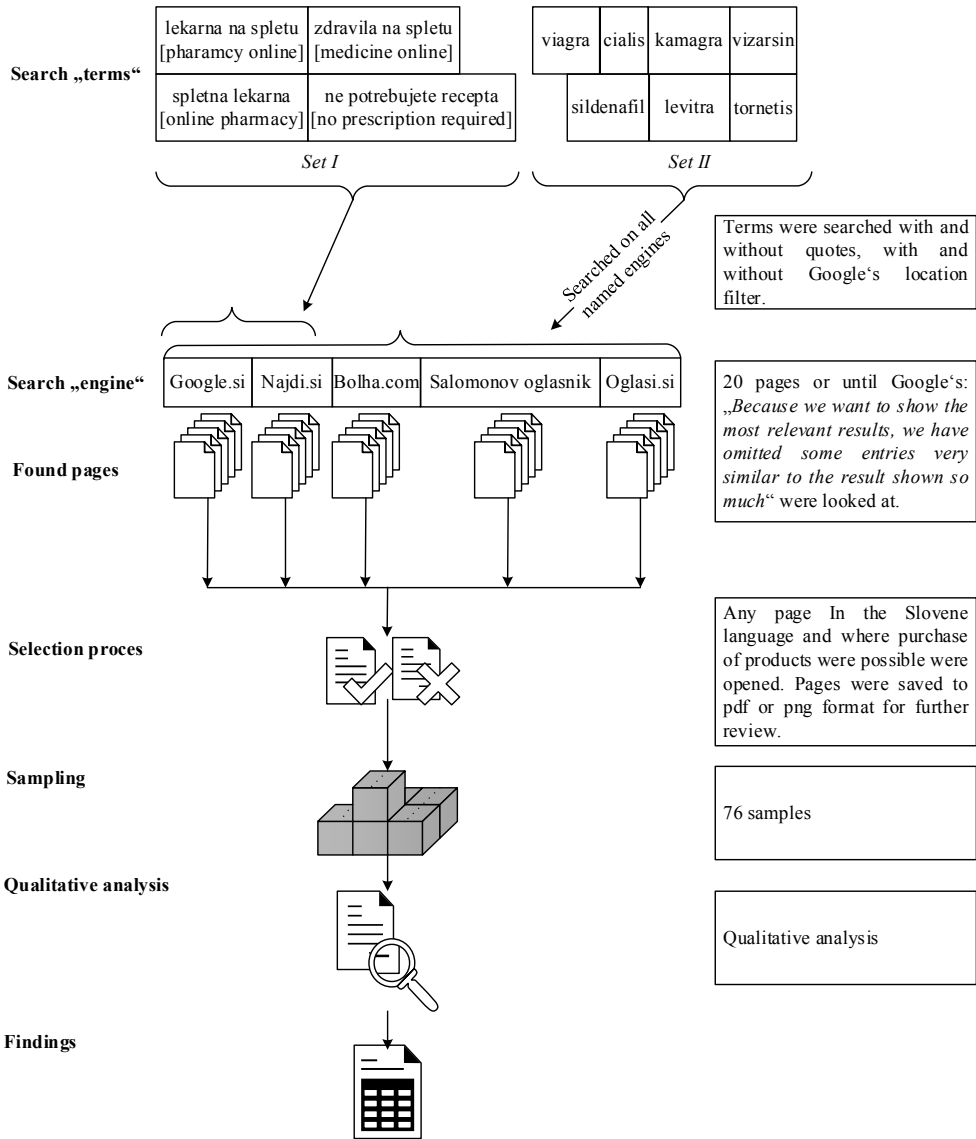 lekarna na spletu
[pharamcy online]
zdravila na spletu
[medicine online]
viagra
cialis
kamagra
vizarsin
Search „terms“
spletna lekarna
[online pharmacy]
ne potrebujete recepta
[no prescription required]
sildenafil
levitra
tornetis
Set I
Set II
Searched on all
named engines
Terms were searched with and
without quotes, with and
without Google‘s location
filter.
Search „engine“
Google.si
Najdi.si
Bolha.com
Salomonov oglasnik
Oglasi.si
20 pages or until Google‘s:
„Because we want to show the
most relevant results, we have
omitted some entries very
similar to the result shown so
much“ were looked at.
Found pages
Selection proces
Any page In the Slovene
language and where purchase
of products were possible were
opened. Pages were saved to
pdf or png format for further
review.
Sampling
76 samples
Qualitative analysis
Qualitative analysis
Findings